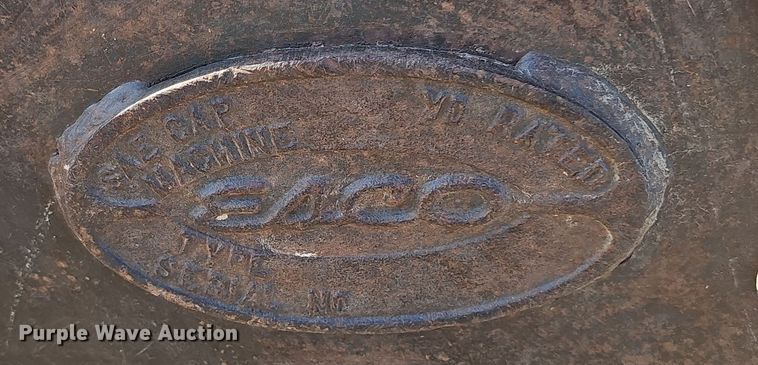 SAE CAP
YD RATED
MACHINE
ESCO
TYPE
SERIAL No
Purple Wave Auction